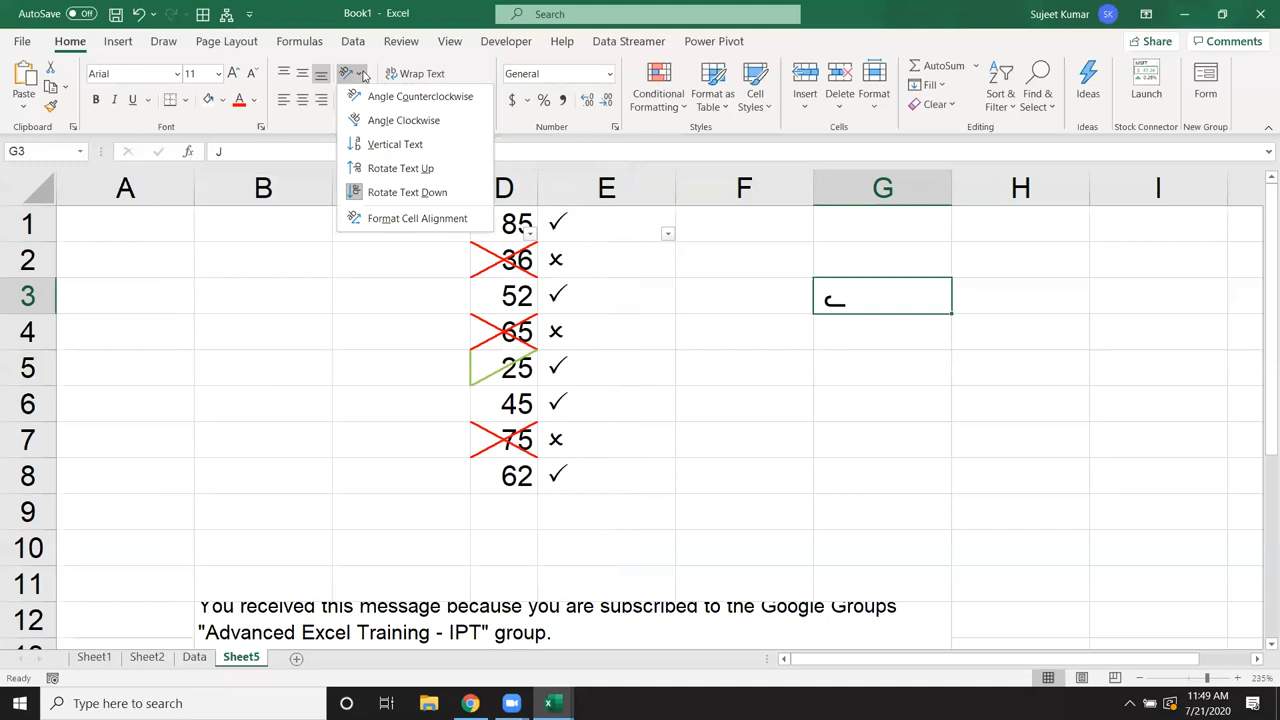 AutoSave Off Book1 - Excel Search Sujeet Kumar SK
File Home Insert Draw Page Layout Formulas Data Review View Developer Help Data Streamer Power Pivot Share Comments
Paste Arial 11 Wrap Text General Conditional Formatting Format as Table Cell Styles Insert Delete Format AutoSum Fill Clear Sort & Filter Find & Select Ideas Launch
B I U A $ %
Clipboard Font Number Styles Cells Editing Ideas Launch New Group
Angle Counterclockwise
Angle Clockwise
Vertical Text
Rotate Text Up
Rotate Text Down
Format Cell Alignment
G3 fx J
A B D E F G H I
1 85 ✓
2 36 ×
3 52 ✓ J
4 65 ×
5 25 ✓
6 45 ✓
7 75 ×
8 62 ✓
9
10
11
12 You received this message because you are subscribed to the Google Groups
"Advanced Excel Training - IPT" group.
Sheet1 Sheet2 Data Sheet5
Ready 235%
Type here to search 11:49 AM
7/21/2020